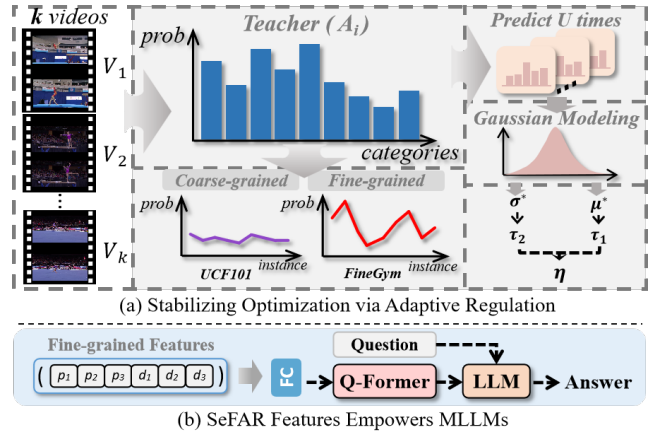 k videos
V1
V2
Vk
Teacher ( Ai )
prob
categories
Coarse-grained
prob
instance
UCF101
Fine-grained
prob
instance
FineGym
Predict U times
Gaussian Modeling
σ* μ*
τ2 τ1
η
(a) Stabilizing Optimization via Adaptive Regulation
Fine-grained Features
( p1 p2 p3 d1 d2 d3 )
FC
Question
Q-Former
LLM
Answer
(b) SeFAR Features Empowers MLLMs